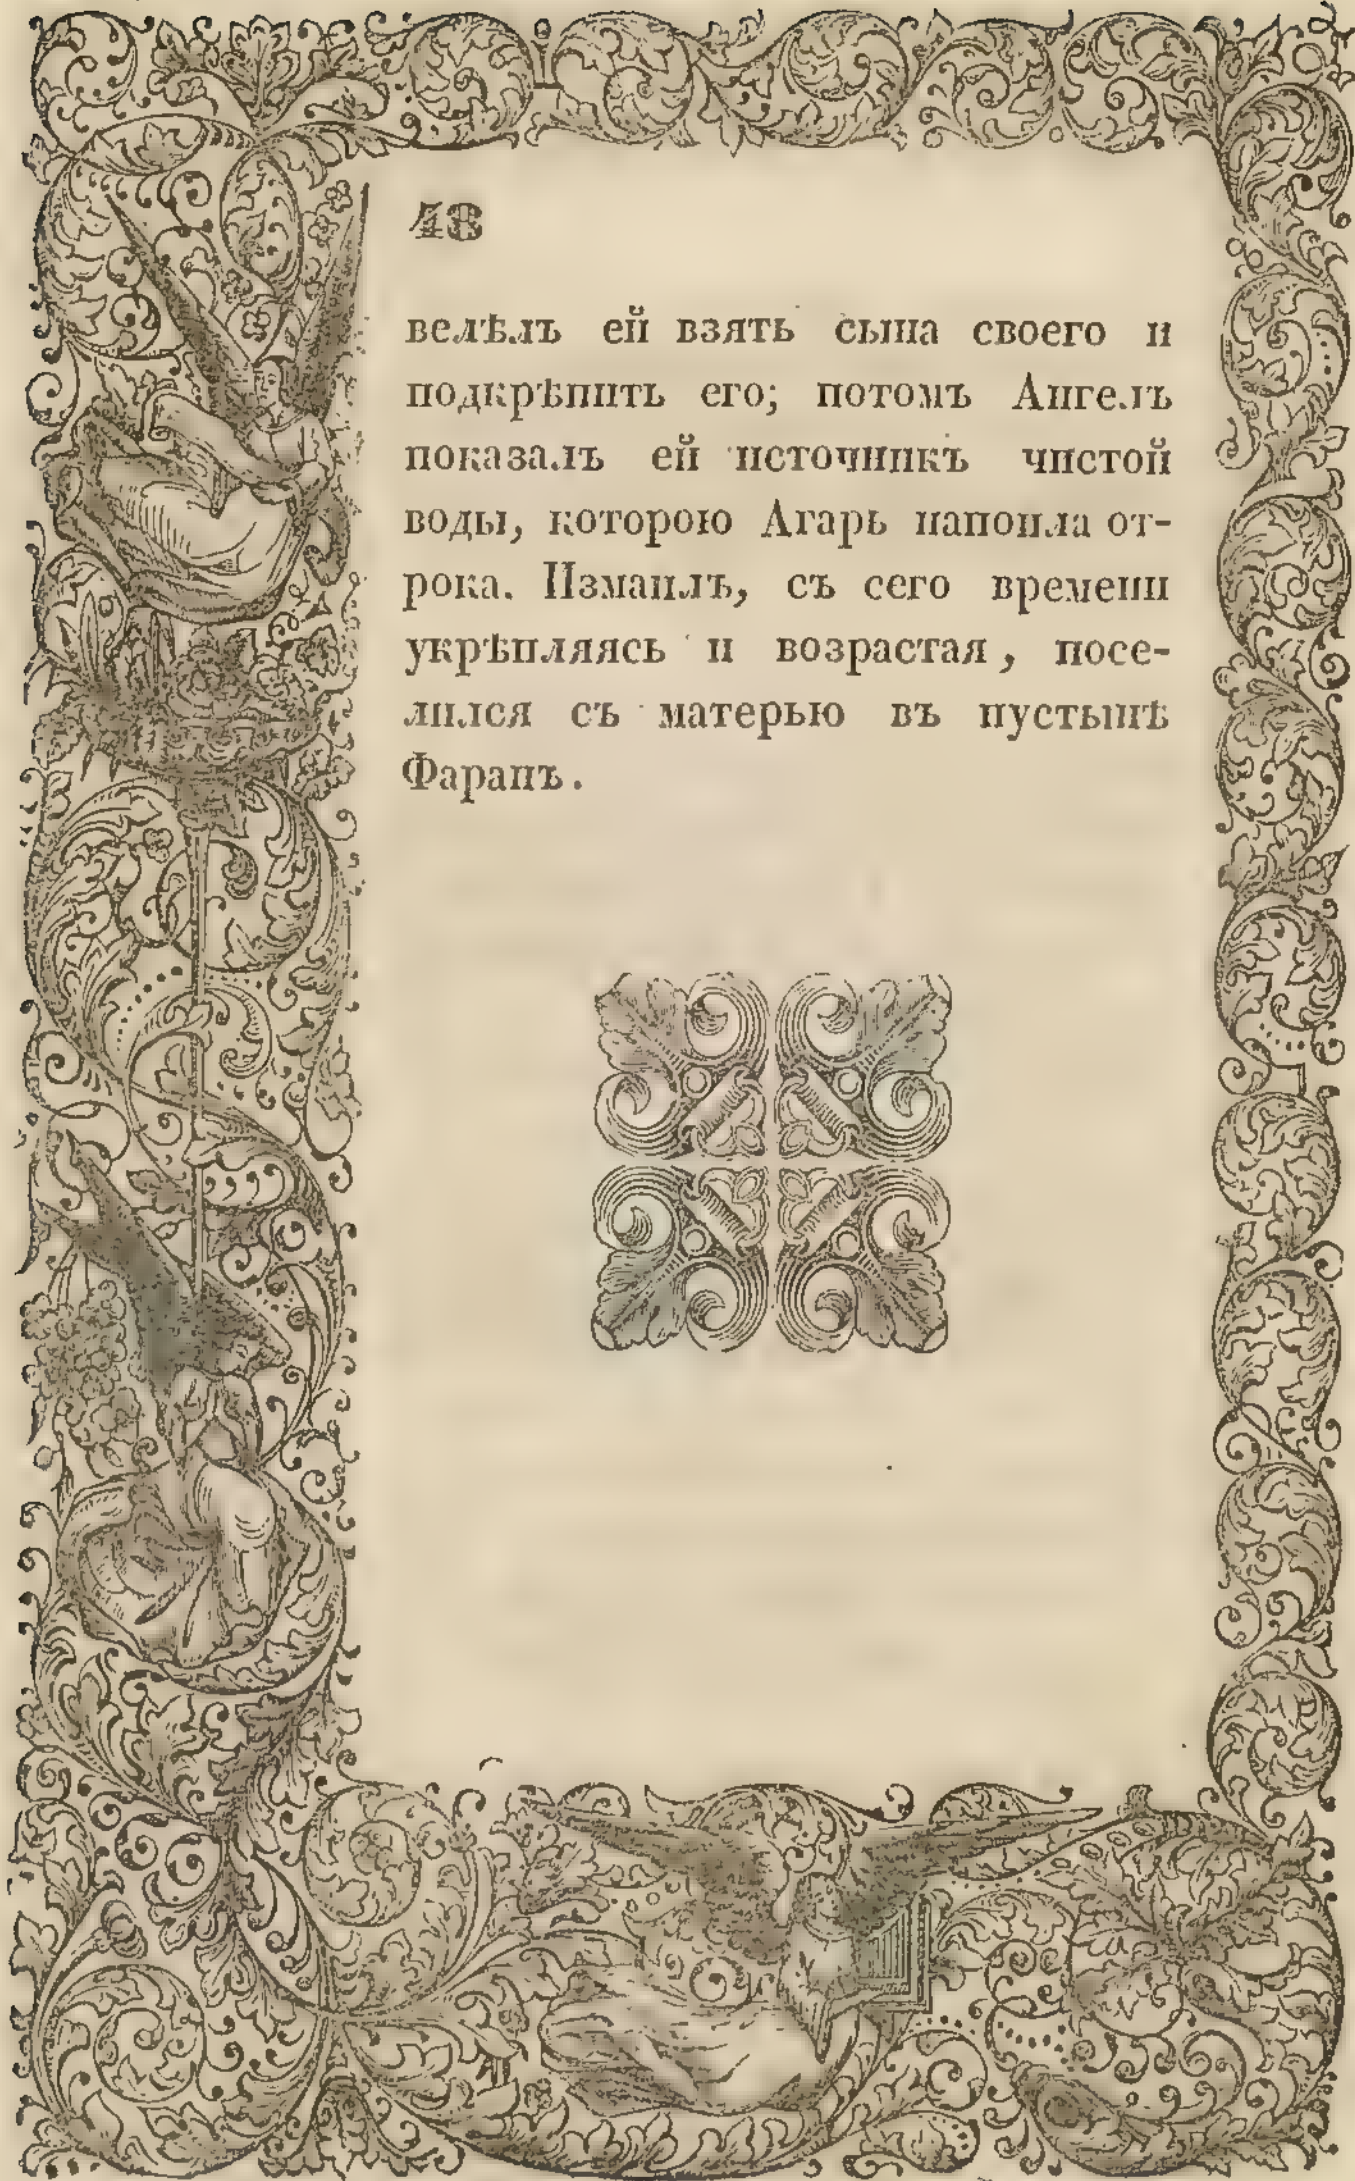 48
велѣлъ ей взять сына своего и
подкрѣпить его; потомъ Ангелъ
показалъ ей источникъ чистой
воды, которою Агарь напоила от-
рока. Измаилъ, съ сего времени
укрѣпляясь и возрастая, посе-
лился съ матерью въ пустынѣ
Фаранъ.